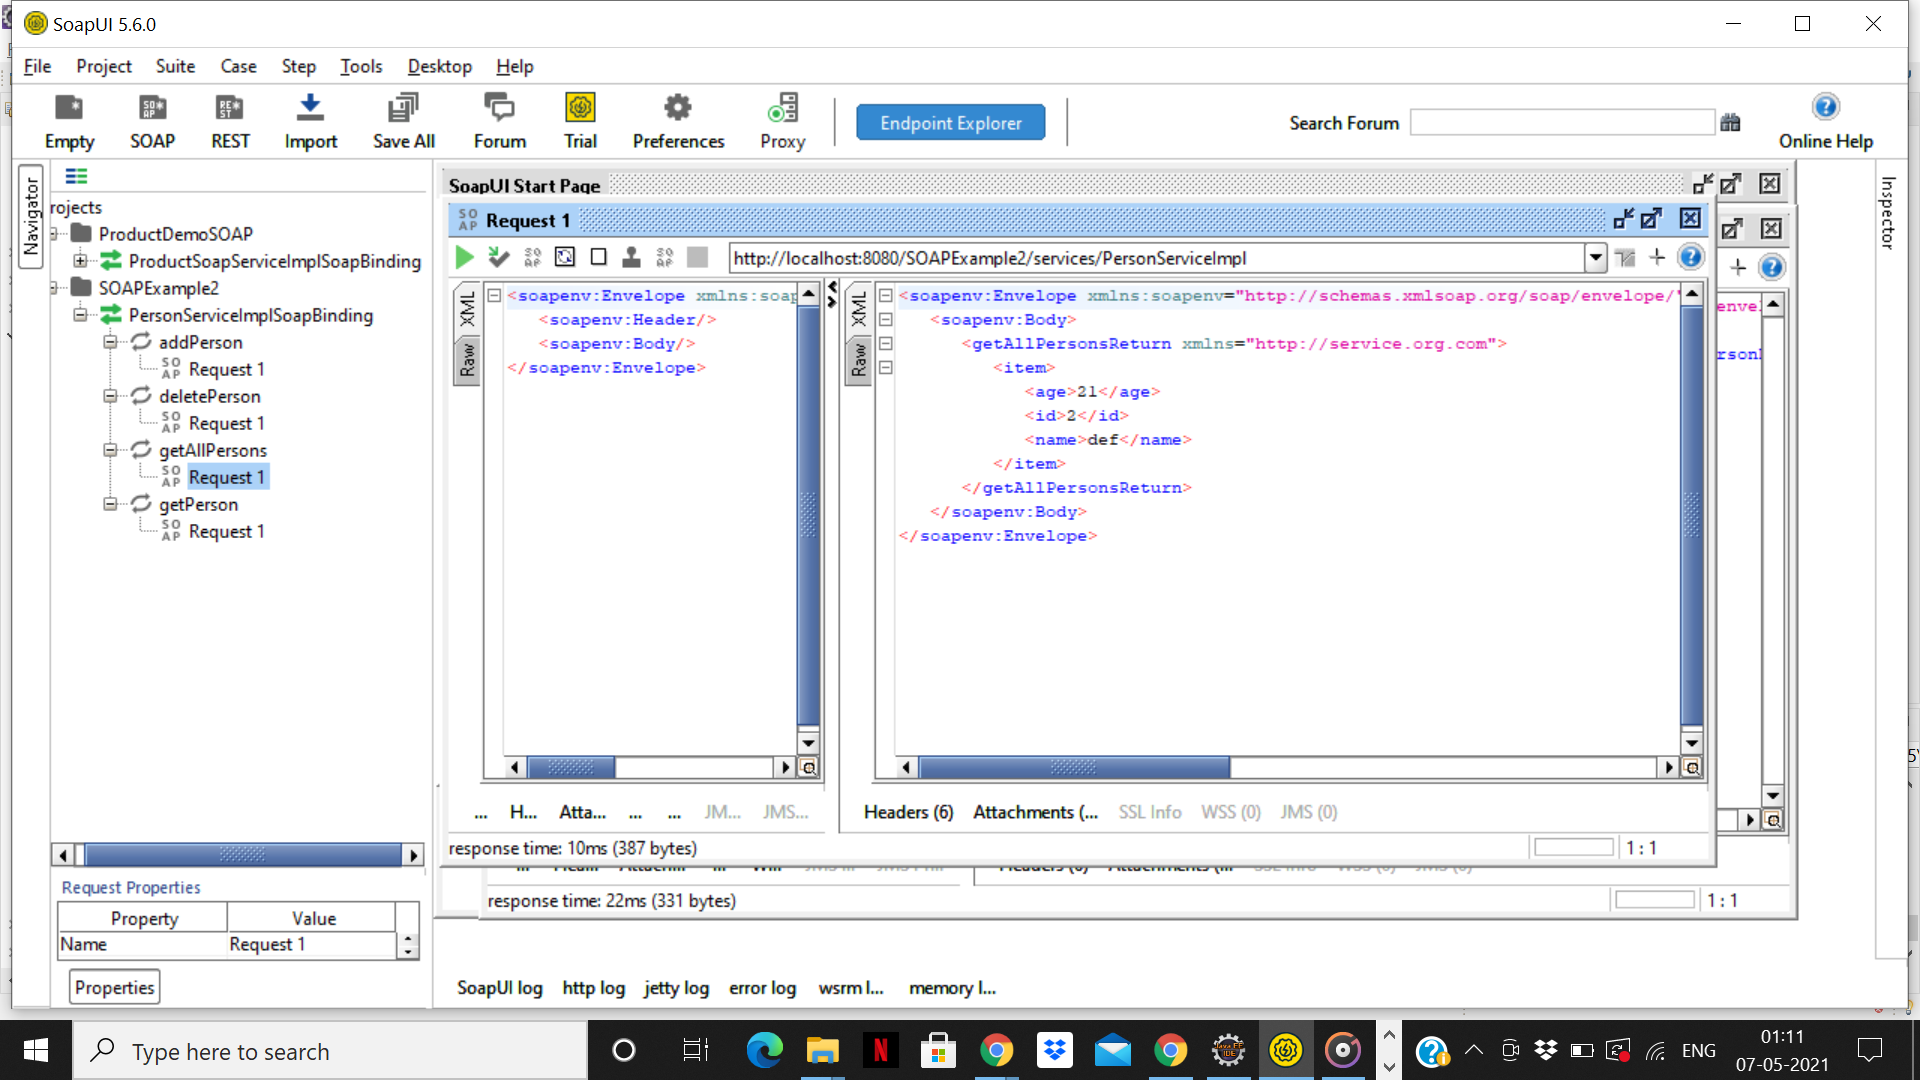 SoapUI 5.6.0
File Project Suite Case Step Tools Desktop Help
Empty SOAP REST Import Save All Forum Trial Preferences Proxy Endpoint Explorer Search Forum Online Help
Navigator
rojects
ProductDemoSOAP
ProductSoapServiceImplSoapBinding
SOAPExample2
PersonServiceImplSoapBinding
addPerson
Request 1
deletePerson
Request 1
getAllPersons
Request 1
getPerson
Request 1
Request Properties
Property Value
Name Request 1
Properties
SoapUI Start Page
Request 1
http://localhost:8080/SOAPExample2/services/PersonServiceImpl
XML
Raw
<soapenv:Envelope xmlns:soap
<soapenv:Header/>
<soapenv:Body/>
</soapenv:Envelope>
... H... Atta... ... ... JM... JMS...
XML
Raw
<soapenv:Envelope xmlns:soapenv="http://schemas.xmlsoap.org/soap/envelope/"
<soapenv:Body>
<getAllPersonsReturn xmlns="http://service.org.com">
<item>
<age>21</age>
<id>2</id>
<name>def</name>
</item>
</getAllPersonsReturn>
</soapenv:Body>
</soapenv:Envelope>
Headers (6) Attachments (... SSL Info WSS (0) JMS (0)
response time: 10ms (387 bytes) 1 : 1
response time: 22ms (331 bytes) 1 : 1
Inspector
SoapUI log http log jetty log error log wsrm l... memory l...
Type here to search
ENG
01:11
07-05-2021